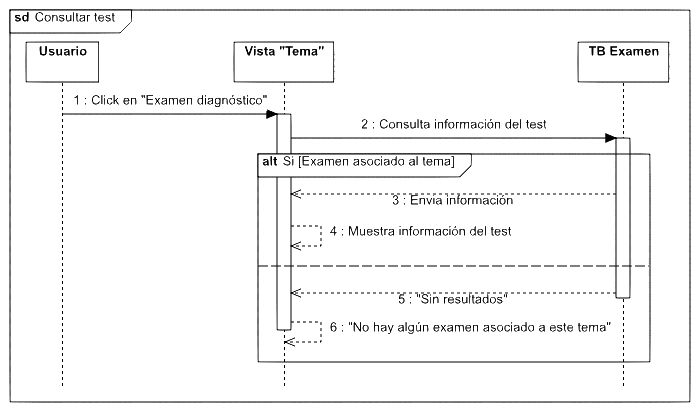 sd Consultar test
Usuario
Vista "Tema"
TB Examen
1 : Click en "Examen diagnóstico"
2 : Consulta información del test
alt Si [Examen asociado al tema]
3 : Envia información
4 : Muestra información del test
5 : "Sin resultados"
6 : "No hay algún examen asociado a este tema"